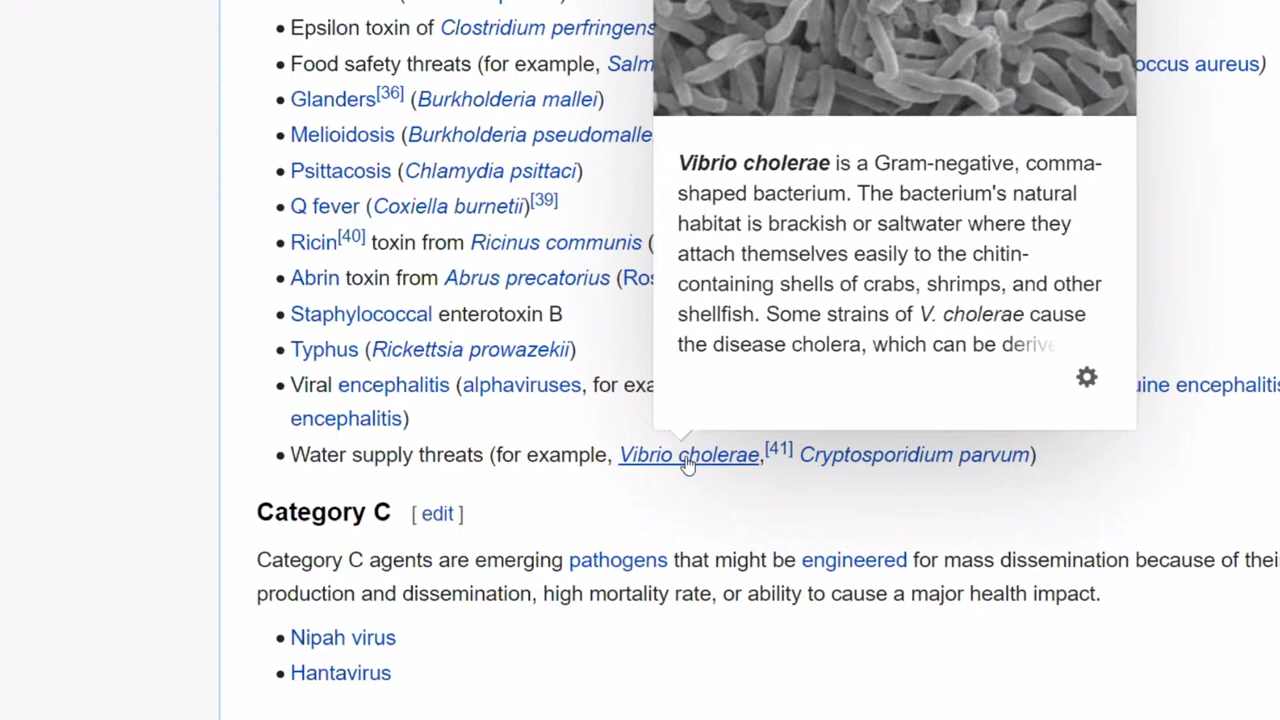 • Epsilon toxin of Clostridium perfringens
• Food safety threats (for example, Salm
occus aureus)
• Glanders[36] (Burkholderia mallei)
• Melioidosis (Burkholderia pseudomalle
• Psittacosis (Chlamydia psittaci)
• Q fever (Coxiella burnetii)[39]
• Ricin[40] toxin from Ricinus communis (
• Abrin toxin from Abrus precatorius (Ros
• Staphylococcal enterotoxin B
• Typhus (Rickettsia prowazekii)
• Viral encephalitis (alphaviruses, for exa
uine encephalitis
encephalitis)
• Water supply threats (for example, Vibrio cholerae,[41] Cryptosporidium parvum)
Vibrio cholerae is a Gram-negative, comma-
shaped bacterium. The bacterium's natural
habitat is brackish or saltwater where they
attach themselves easily to the chitin-
containing shells of crabs, shrimps, and other
shellfish. Some strains of V. cholerae cause
the disease cholera, which can be derive
Category C [ edit ]
Category C agents are emerging pathogens that might be engineered for mass dissemination because of thei
production and dissemination, high mortality rate, or ability to cause a major health impact.
• Nipah virus
• Hantavirus